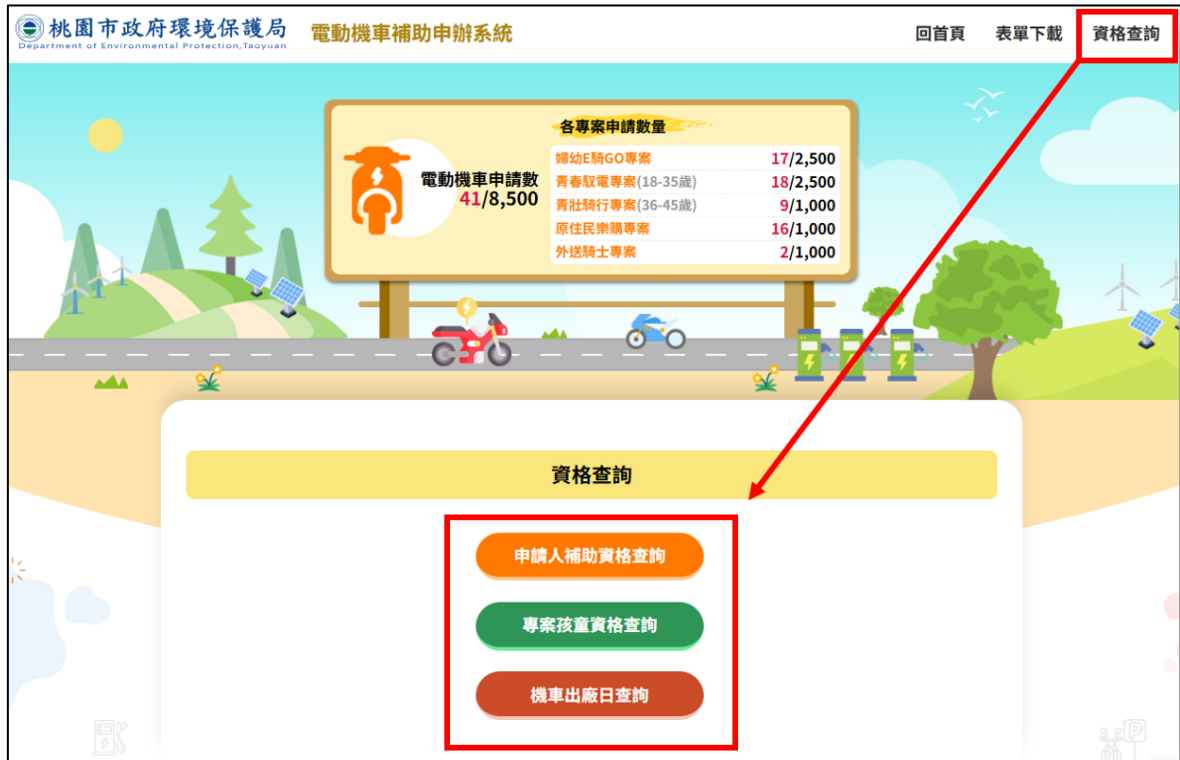 桃園市政府環境保護局
Department of Environmental Protection,Taoyuan
電動機車補助申辦系統
回首頁 表單下載 資格查詢
各專案申請數量
電動機車申請數
41/8,500
婦幼E騎GO專案 17/2,500
青春馭電專案(18-35歲) 18/2,500
青壯騎行專案(36-45歲) 9/1,000
原住民樂購專案 16/1,000
外送騎士專案 2/1,000
資格查詢
申請人補助資格查詢
專案孩童資格查詢
機車出廠日查詢
P